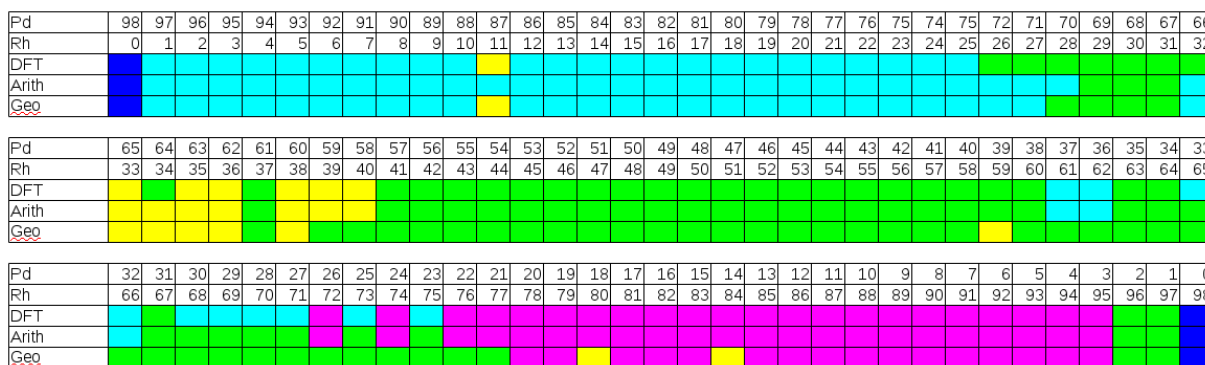 Pd 98 97 96 95 94 93 92 91 90 89 88 87 86 85 84 83 82 81 80 79 78 77 76 75 74 75 72 71 70 69 68 67 66
Rh 0 1 2 3 4 5 6 7 8 9 10 11 12 13 14 15 16 17 18 19 20 21 22 23 24 25 26 27 28 29 30 31 32
DFT
Arith
Geo
Pd 65 64 63 62 61 60 59 58 57 56 55 54 53 52 51 50 49 48 47 46 45 44 43 42 41 40 39 38 37 36 35 34 33
Rh 33 34 35 36 37 38 39 40 41 42 43 44 45 46 47 48 49 50 51 52 53 54 55 56 57 58 59 60 61 62 63 64 65
DFT
Arith
Geo
Pd 32 31 30 29 28 27 26 25 24 23 22 21 20 19 18 17 16 15 14 13 12 11 10 9 8 7 6 5 4 3 2 1 0
Rh 66 67 68 69 70 71 72 73 74 75 76 77 78 79 80 81 82 83 84 85 86 87 88 89 90 91 92 93 94 95 96 97 98
DFT
Arith
Geo